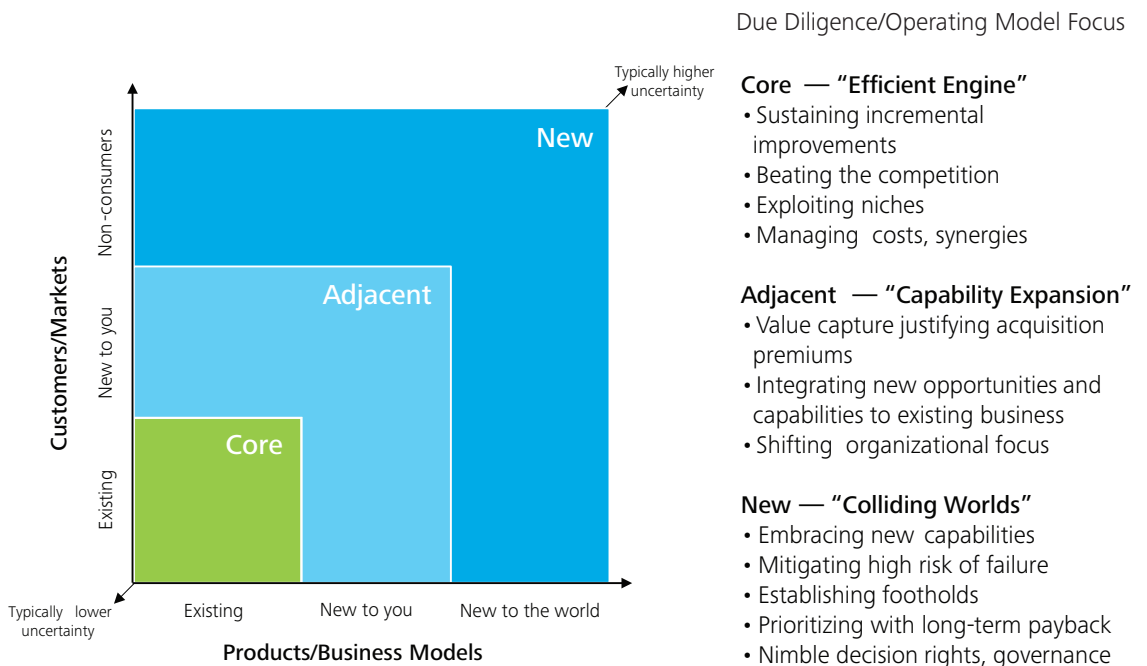 Due Diligence/Operating Model Focus
Typically higher
uncertainty
New
Adjacent
Core
Customers/Markets
Non-consumers
New to you
Existing
Typically lower
uncertainty
Existing
New to you
New to the world
Products/Business Models
Core — “Efficient Engine”
• Sustaining incremental
improvements
• Beating the competition
• Exploiting niches
• Managing costs, synergies
Adjacent — “Capability Expansion”
• Value capture justifying acquisition
premiums
• Integrating new opportunities and
capabilities to existing business
• Shifting organizational focus
New — “Colliding Worlds”
• Embracing new capabilities
• Mitigating high risk of failure
• Establishing footholds
• Prioritizing with long-term payback
• Nimble decision rights, governance